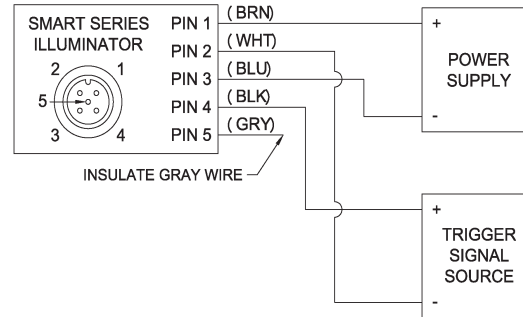 SMART SERIES
ILLUMINATOR
2 1
5
3 4
PIN 1 (BRN)
PIN 2 (WHT)
PIN 3 (BLU)
PIN 4 (BLK)
PIN 5 (GRY)
INSULATE GRAY WIRE
+
POWER
SUPPLY
-
+
TRIGGER
SIGNAL
SOURCE
-